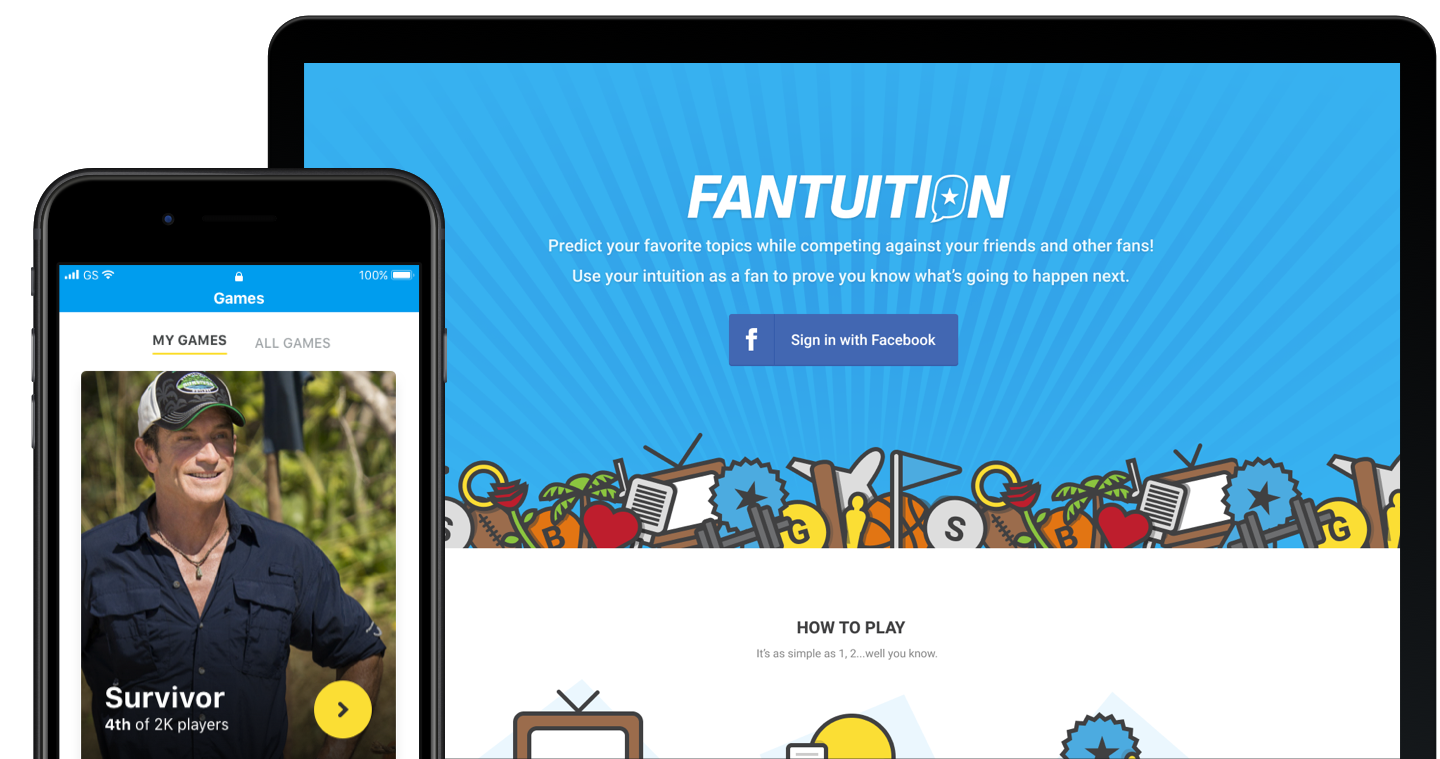 GS
100%
Games
MY GAMES
ALL GAMES
Survivor
4th of 2K players
FANTUITION
Predict your favorite topics while competing against your friends and other fans!
Use your intuition as a fan to prove you know what's going to happen next.
f
Sign in with Facebook
S
B
G
S
B
G
HOW TO PLAY
It's as simple as 1, 2...well you know.